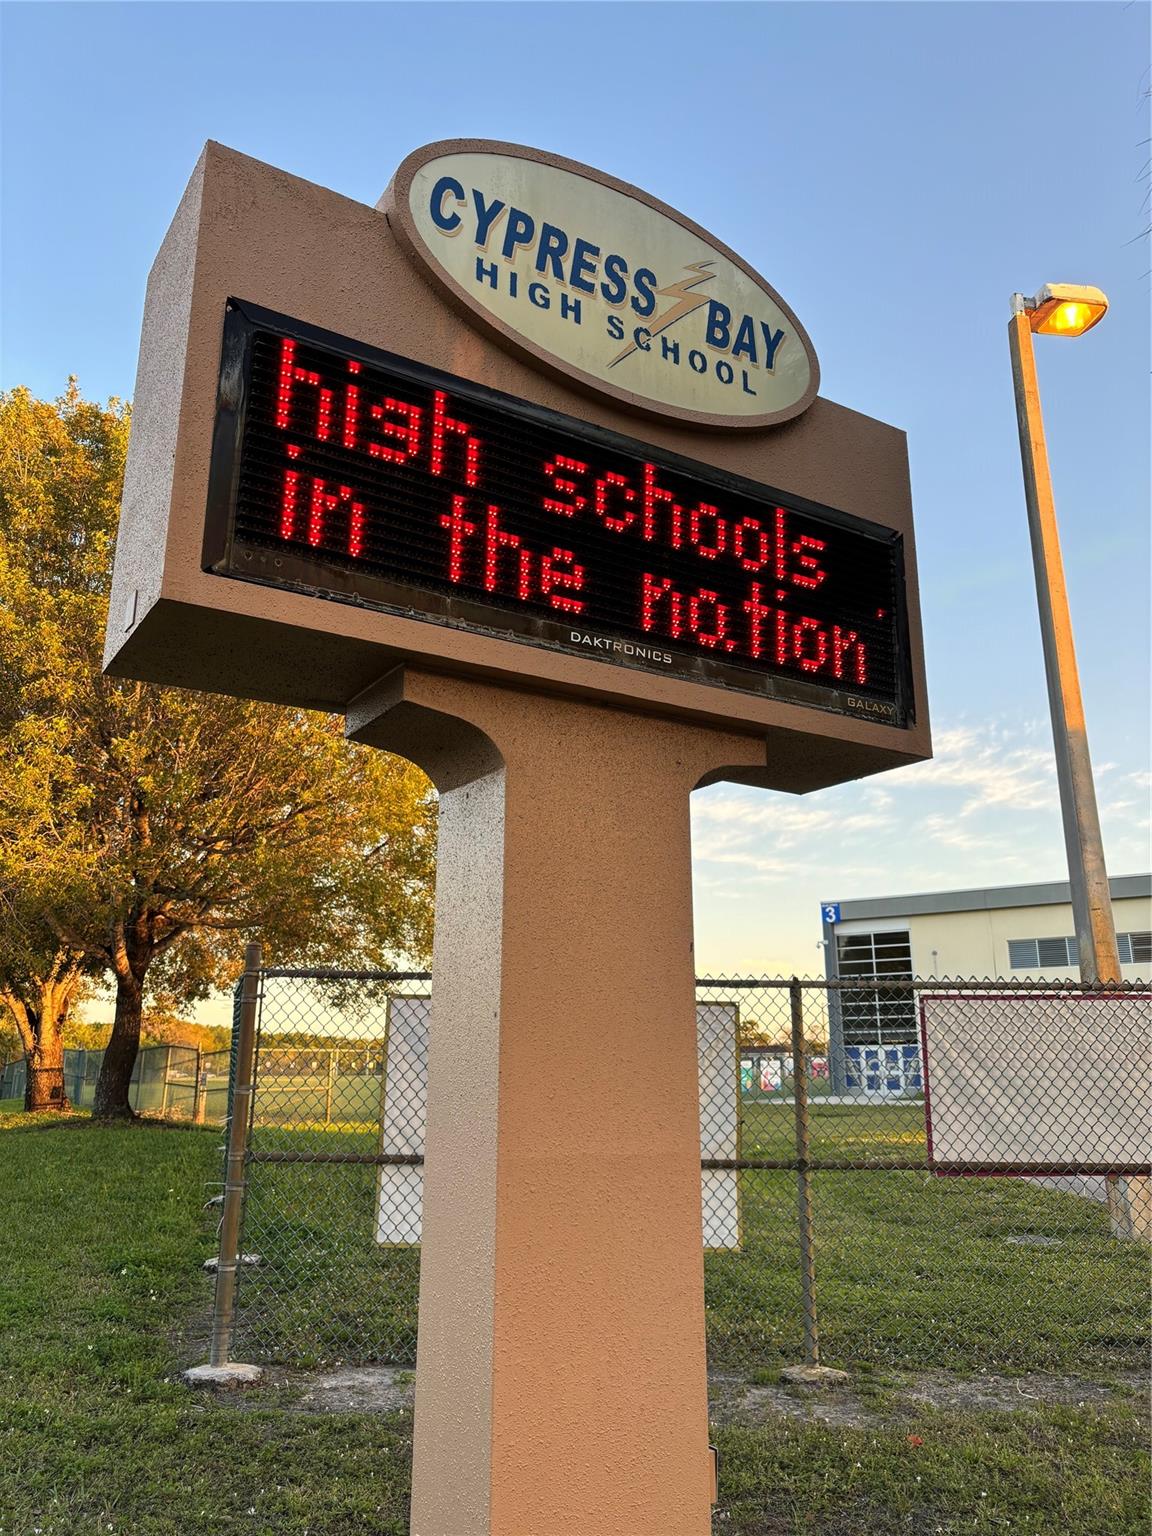 CYPRESS BAY
HIGH SCHOOL
high schools
in the nation
DAKTRONICS
GALAXY
3